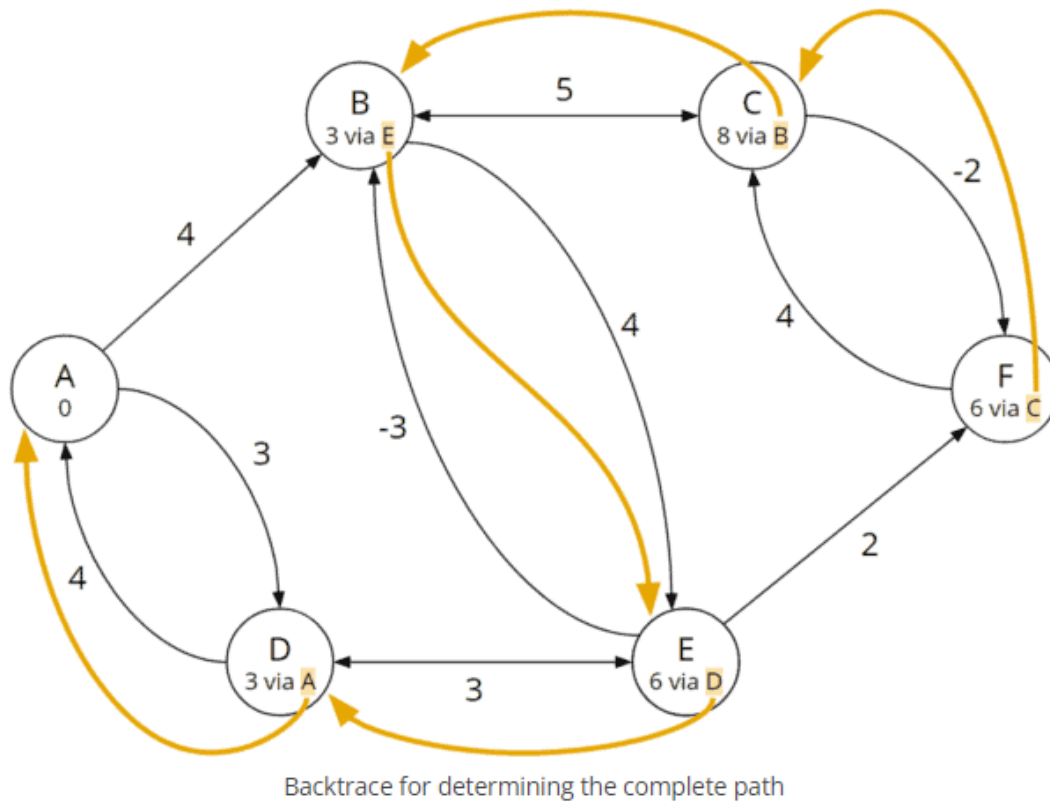 B
3 via E
5
C
8 via B
-2
4
4
4
A
0
F
6 via C
-3
3
2
4
D
3 via A
3
E
6 via D
Backtrace for determining the complete path